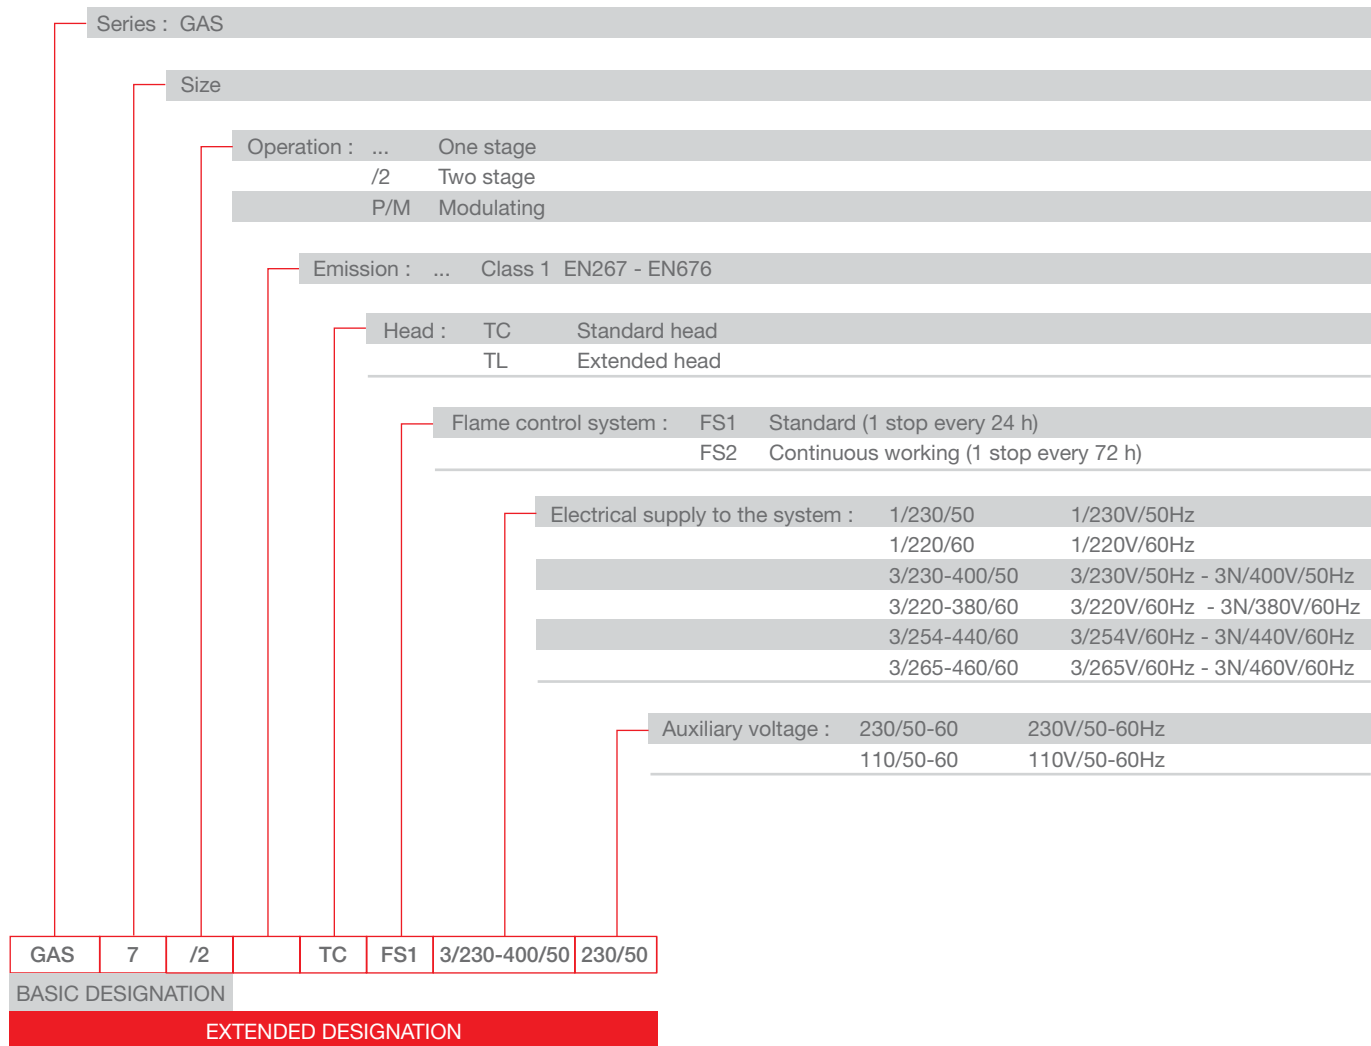 Series : GAS
Size
Operation : ... One stage
/2 Two stage
P/M Modulating
Emission : ... Class 1 EN267 - EN676
Head : TC Standard head
TL Extended head
Flame control system : FS1 Standard (1 stop every 24 h)
FS2 Continuous working (1 stop every 72 h)
Electrical supply to the system : 1/230/50 1/230V/50Hz
1/220/60 1/220V/60Hz
3/230-400/50 3/230V/50Hz - 3N/400V/50Hz
3/220-380/60 3/220V/60Hz - 3N/380V/60Hz
3/254-440/60 3/254V/60Hz - 3N/440V/60Hz
3/265-460/60 3/265V/60Hz - 3N/460V/60Hz
Auxiliary voltage : 230/50-60 230V/50-60Hz
110/50-60 110V/50-60Hz
GAS 7 /2 TC FS1 3/230-400/50 230/50
BASIC DESIGNATION
EXTENDED DESIGNATION